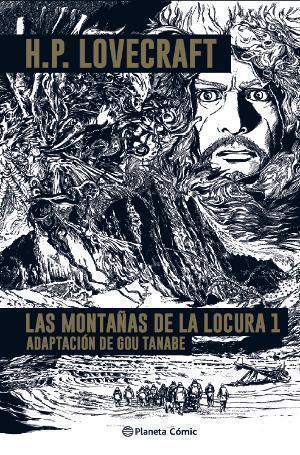 H.P. LOVECRAFT
LAS MONTAÑAS DE LA LOCURA 1
ADAPTACIÓN DE GOU TANABE
Planeta Cómic